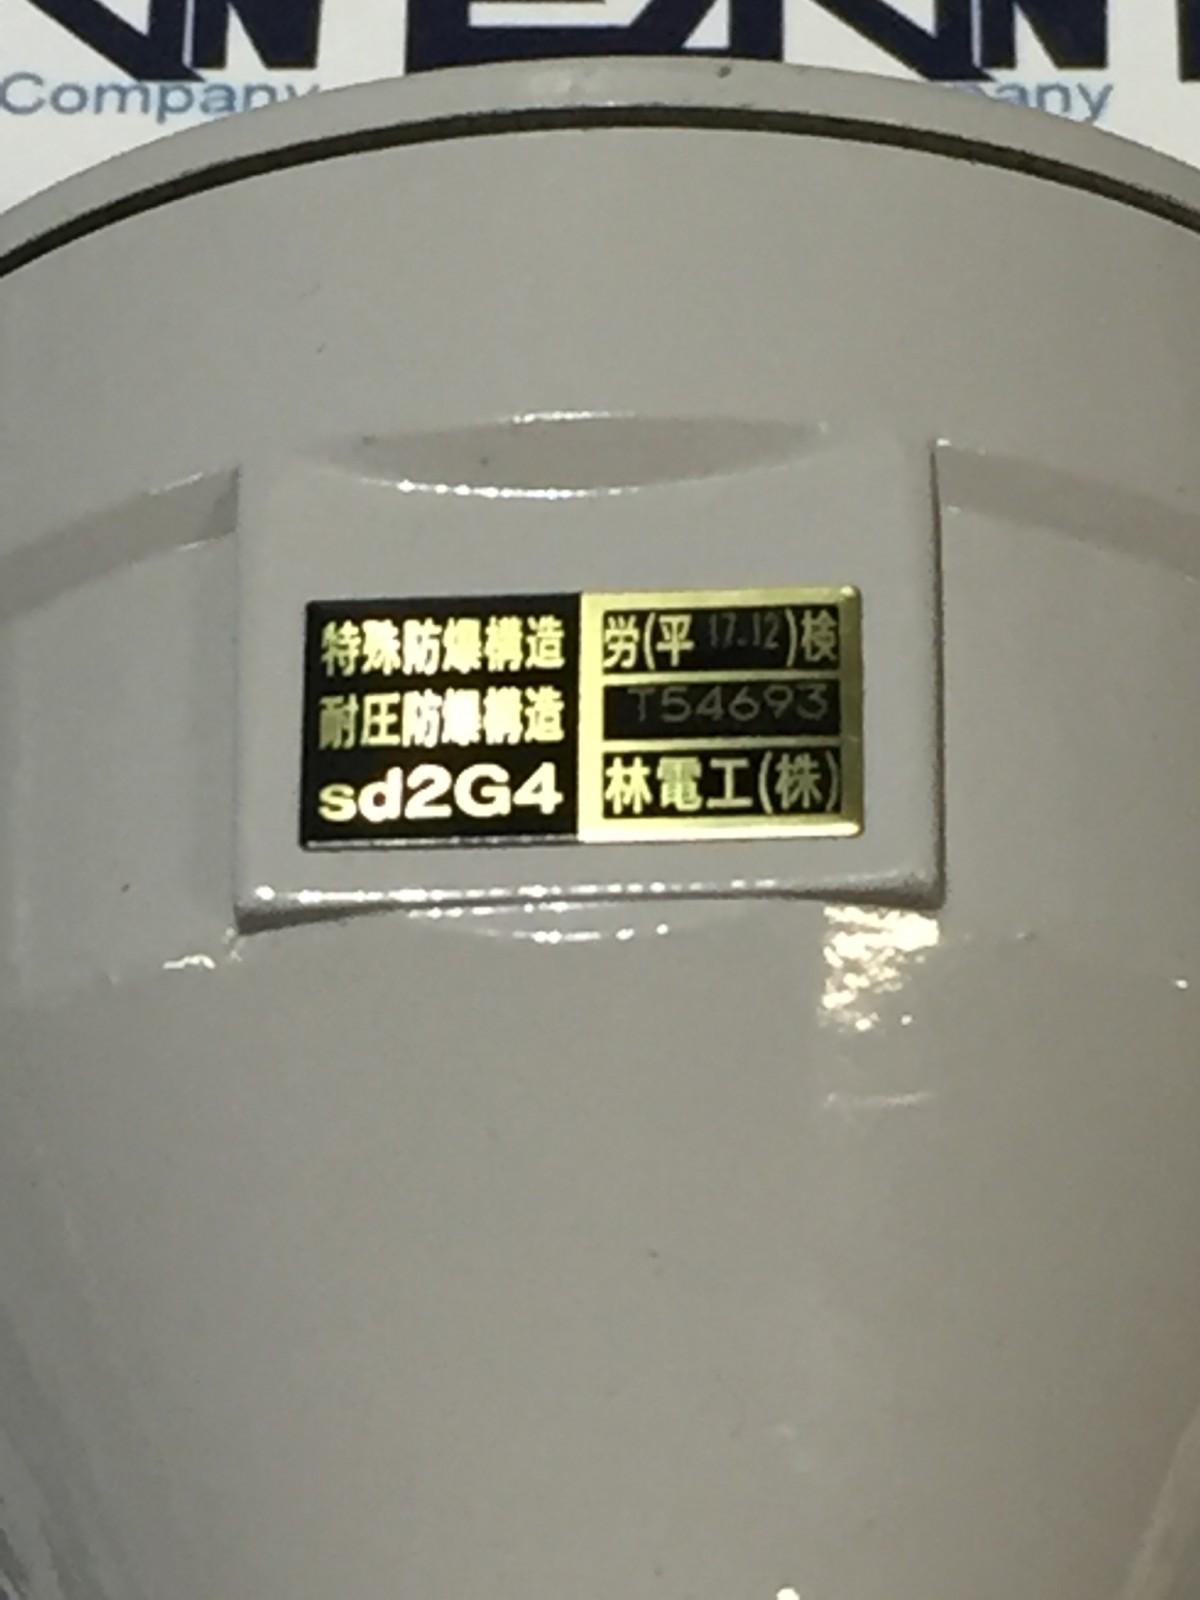 Company
特殊防爆構造
耐圧防爆構造
sd2G4
労(平 17.12)検
T54693
林電工(株)